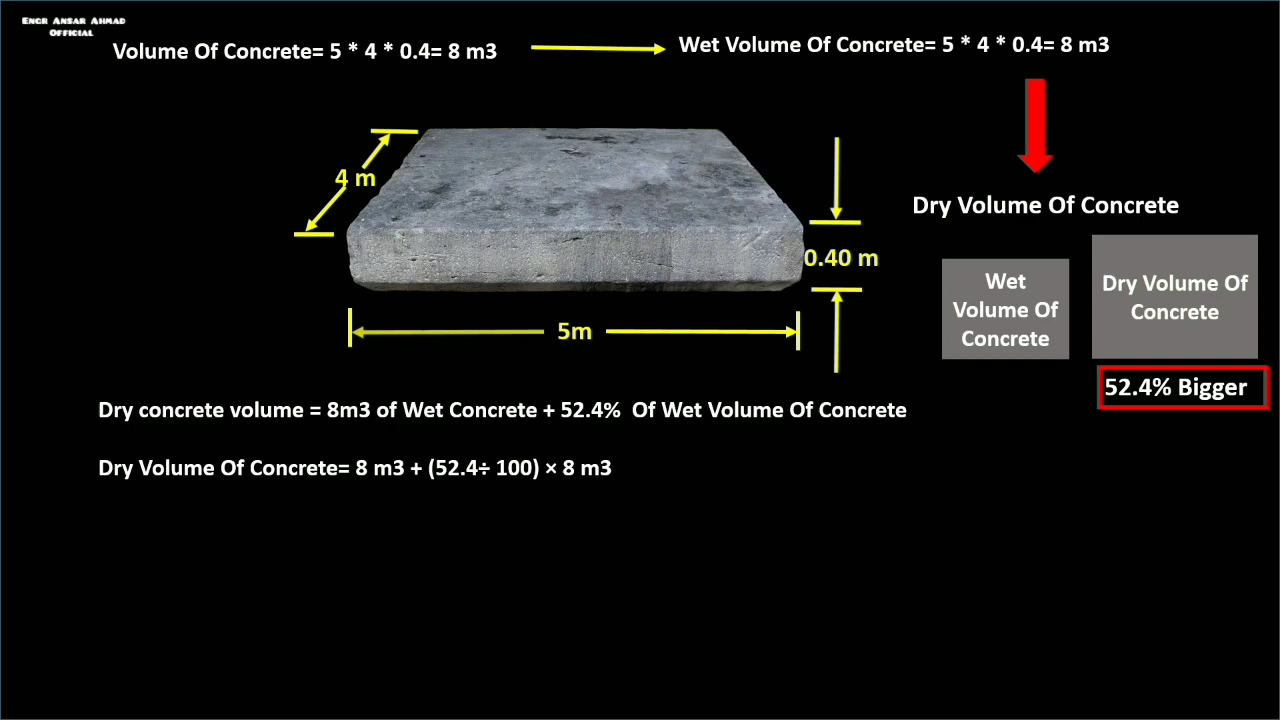 Engr Ansar Ahmad
Official
Volume Of Concrete= 5 * 4 * 0.4= 8 m3
Wet Volume Of Concrete= 5 * 4 * 0.4= 8 m3
4 m
0.40 m
5m
Dry Volume Of Concrete
Wet
Volume Of
Concrete
Dry Volume Of
Concrete
52.4% Bigger
Dry concrete volume = 8m3 of Wet Concrete + 52.4% Of Wet Volume Of Concrete
Dry Volume Of Concrete= 8 m3 + (52.4÷ 100) × 8 m3